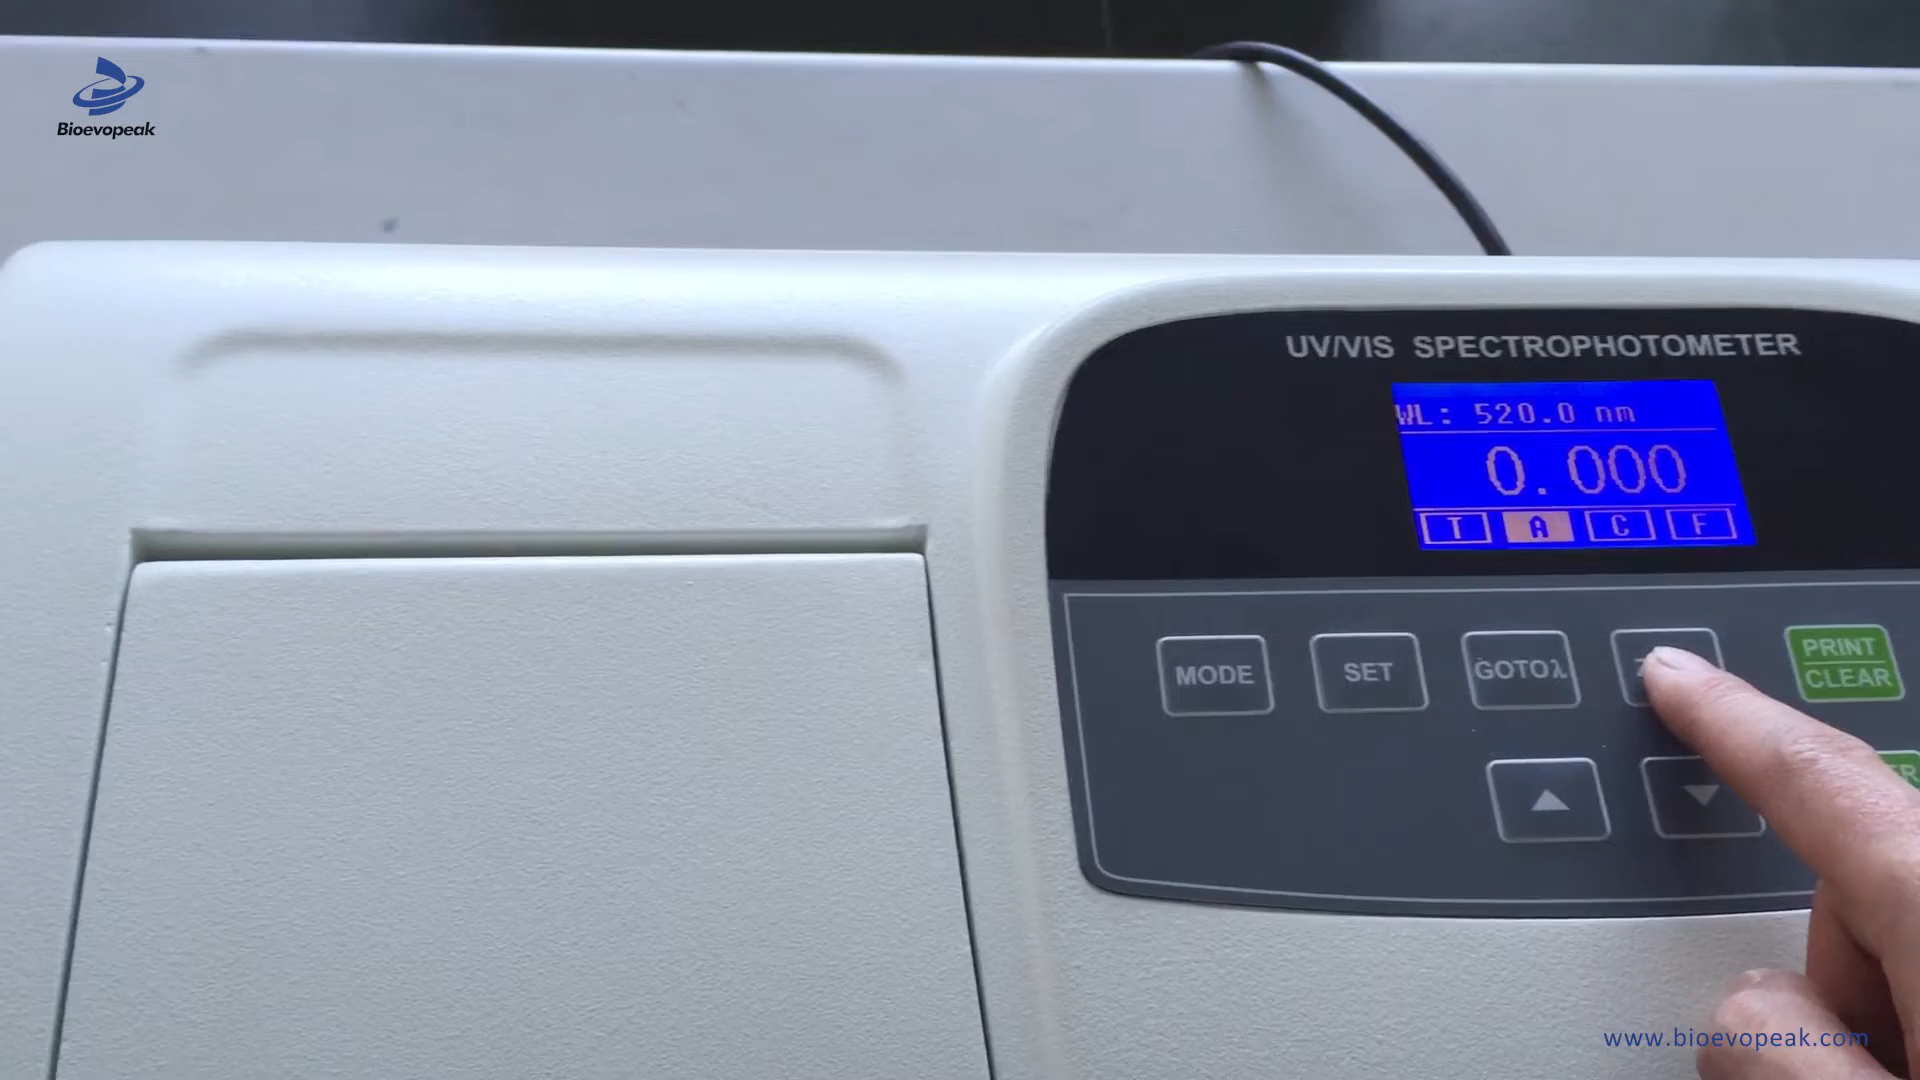 Bioevopeak
UV/VIS SPECTROPHOTOMETER
WL: 520.0 nm
0.000
T A C F
MODE SET GOTOλ PRINT CLEAR
www.bioevopeak.com